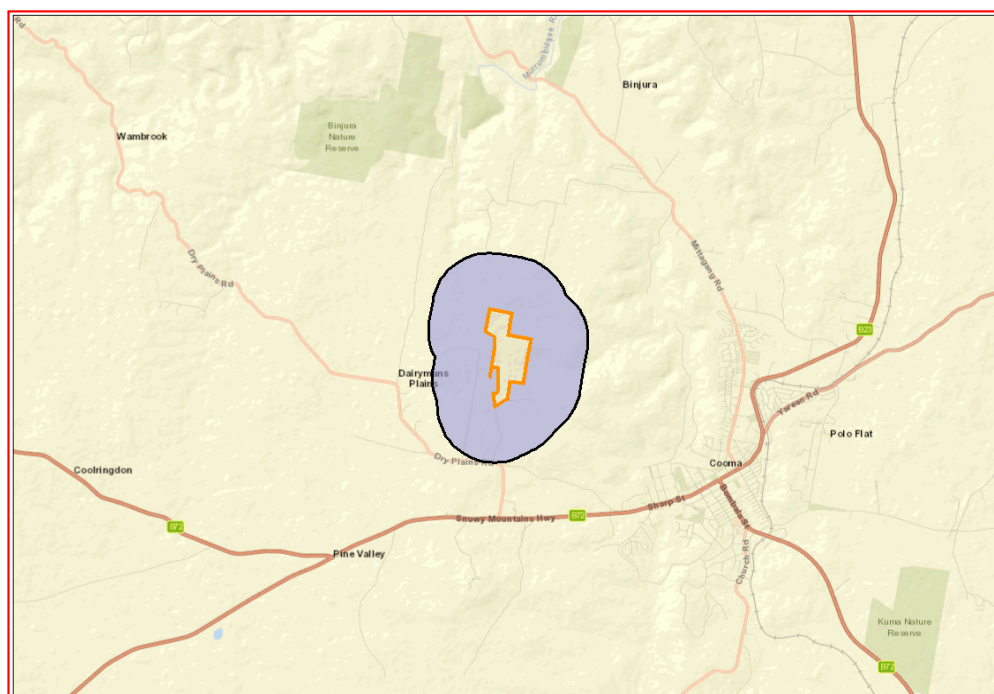 Rd
Murrumbidgee R
Binjura
Wambrook
Binjura
Nature
Reserve
Dry Plains Rd
Mittagang Rd
B23
Dairymans
Plains
Yareen Rd
Polo Flat
Coolringdon
Dry Plains Rd
Cooma
Sharp St
Bombala St
Snowy Mountains Hwy
B72
B72
Pine Valley
Church Rd
Kuma Nature
Reserve
B72